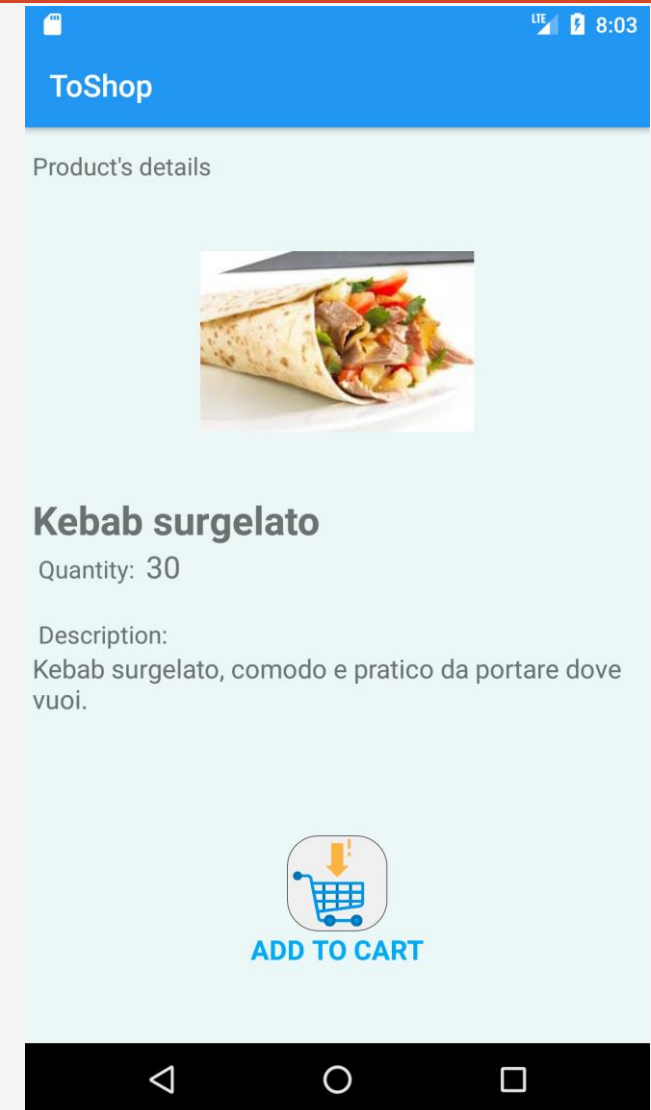 LTE 8:03
ToShop
Product's details
Kebab surgelato
Quantity: 30
Description:
Kebab surgelato, comodo e pratico da portare dove
vuoi.
ADD TO CART